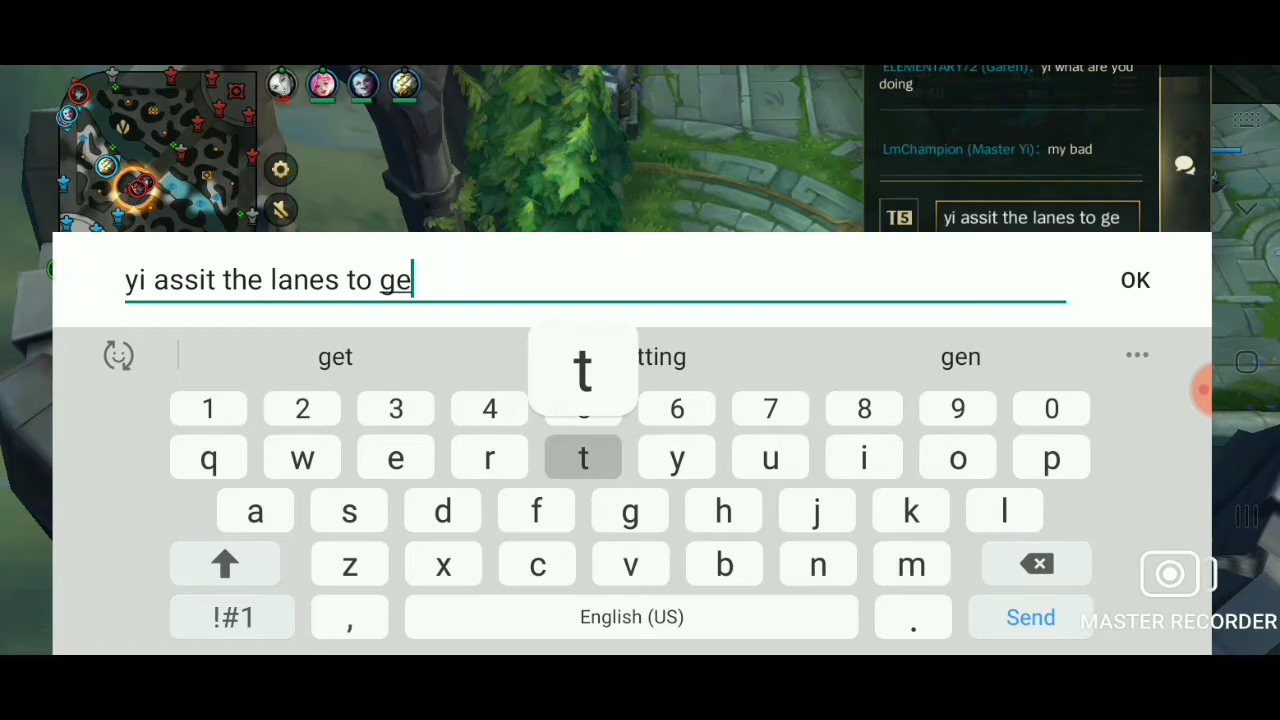 ELEMENTARY72 (Garen): yi what are you
doing
LmChampion (Master Yi): my bad
T5 yi assit the lanes to ge
yi assit the lanes to ge OK
get tting gen
t
1 2 3 4 6 7 8 9 0
q w e r t y u i o p
a s d f g h j k l
z x c v b n m
!#1 , English (US) . Send
MASTER RECORDER